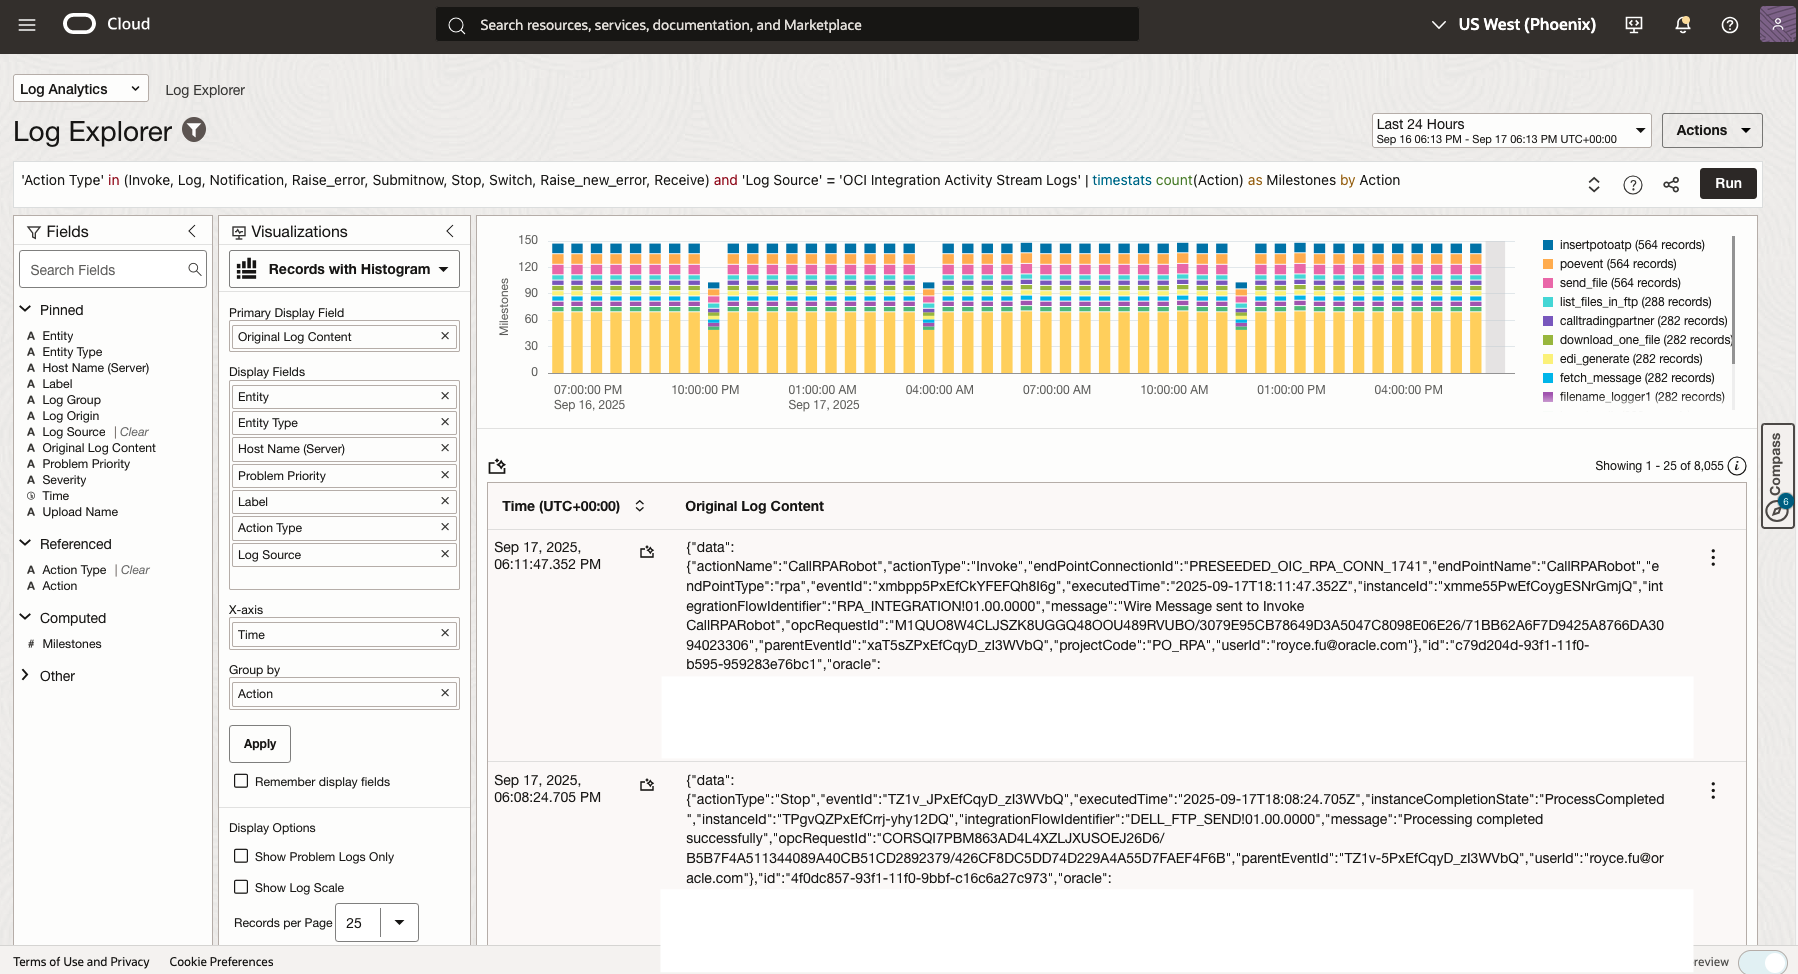 Cloud
Search resources, services, documentation, and Marketplace
US West (Phoenix)
Log Analytics
Log Explorer
Log Explorer
Last 24 Hours
Sep 16 06:13 PM - Sep 17 06:13 PM UTC+00:00
Actions
'Action Type' in (Invoke, Log, Notification, Raise_error, Submitnow, Stop, Switch, Raise_new_error, Receive) and 'Log Source' = 'OCI Integration Activity Stream Logs' | timestats count(Action) as Milestones by Action
Run
Fields
Search Fields
Pinned
A Entity
A Entity Type
A Host Name (Server)
A Label
A Log Group
A Log Origin
A Log Source | Clear
A Original Log Content
A Problem Priority
A Severity
Time
A Upload Name
Referenced
A Action Type | Clear
A Action
Computed
# Milestones
Other
Visualizations
Records with Histogram
Primary Display Field
Original Log Content
Display Fields
Entity
Entity Type
Host Name (Server)
Problem Priority
Label
Action Type
Log Source
X-axis
Time
Group by
Action
Apply
Remember display fields
Display Options
Show Problem Logs Only
Show Log Scale
Records per Page 25
Milestones
150
120
90
60
30
0
07:00:00 PM 10:00:00 PM 01:00:00 AM 04:00:00 AM 07:00:00 AM 10:00:00 AM 01:00:00 PM 04:00:00 PM
Sep 16, 2025 Sep 17, 2025
insertpotoatp (564 records)
poevent (564 records)
send_file (564 records)
list_files_in_ftp (288 records)
calltradingpartner (282 records)
download_one_file (282 records)
edi_generate (282 records)
fetch_message (282 records)
filename_logger1 (282 records)
Compass
6
Showing 1 - 25 of 8,055
Time (UTC+00:00) Original Log Content
Sep 17, 2025,
06:11:47.352 PM
{"data":
{"actionName":"CallRPARobot","actionType":"Invoke","endPointConnectionId":"PRESEEDED_OIC_RPA_CONN_1741","endPointName":"CallRPARobot","e
ndPointType":"rpa","eventId":"xmbpp5PxEfCkYFEFQh8I6g","executedTime":"2025-09-17T18:11:47.352Z","instanceId":"xmme55PwEfCoygESNrGmjQ","int
egrationFlowIdentifier":"RPA_INTEGRATION!01.00.0000","message":"Wire Message sent to Invoke
CallRPARobot","opcRequestId":"M1QUO8W4CLJSZK8UGGQ48OOU489RVUBO/3079E95CB78649D3A5047C8098E06E26/71BB62A6F7D9425A8766DA30
94023306","parentEventId":"xaT5sZPxEfCqyD_zI3WVbQ","projectCode":"PO_RPA","userId":"royce.fu@oracle.com"},"id":"c79d204d-93f1-11f0-
b595-959283e76bc1","oracle":
Sep 17, 2025,
06:08:24.705 PM
{"data":
{"actionType":"Stop","eventId":"TZ1v_JPxEfCqyD_zI3WVbQ","executedTime":"2025-09-17T18:08:24.705Z","instanceCompletionState":"ProcessCompleted
","instanceId":"TPgvQZPxEfCrrj-yhy12DQ","integrationFlowIdentifier":"DELL_FTP_SEND!01.00.0000","message":"Processing completed
successfully","opcRequestId":"CORSQI7PBM863AD4L4XZLJXUSOEJ26D6/
B5B7F4A511344089A40CB51CD2892379/426CF8DC5DD74D229A4A55D7FAEF4F6B","parentEventId":"TZ1v-5PxEfCqyD_zI3WVbQ","userId":"royce.fu@or
acle.com"},"id":"4f0dc857-93f1-11f0-9bbf-c16c6a27c973","oracle":
Terms of Use and Privacy Cookie Preferences
review